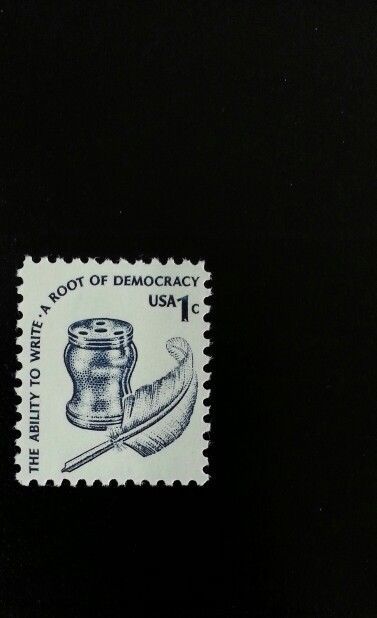 THE ABILITY TO WRITE · A ROOT OF DEMOCRACY
USA 1c